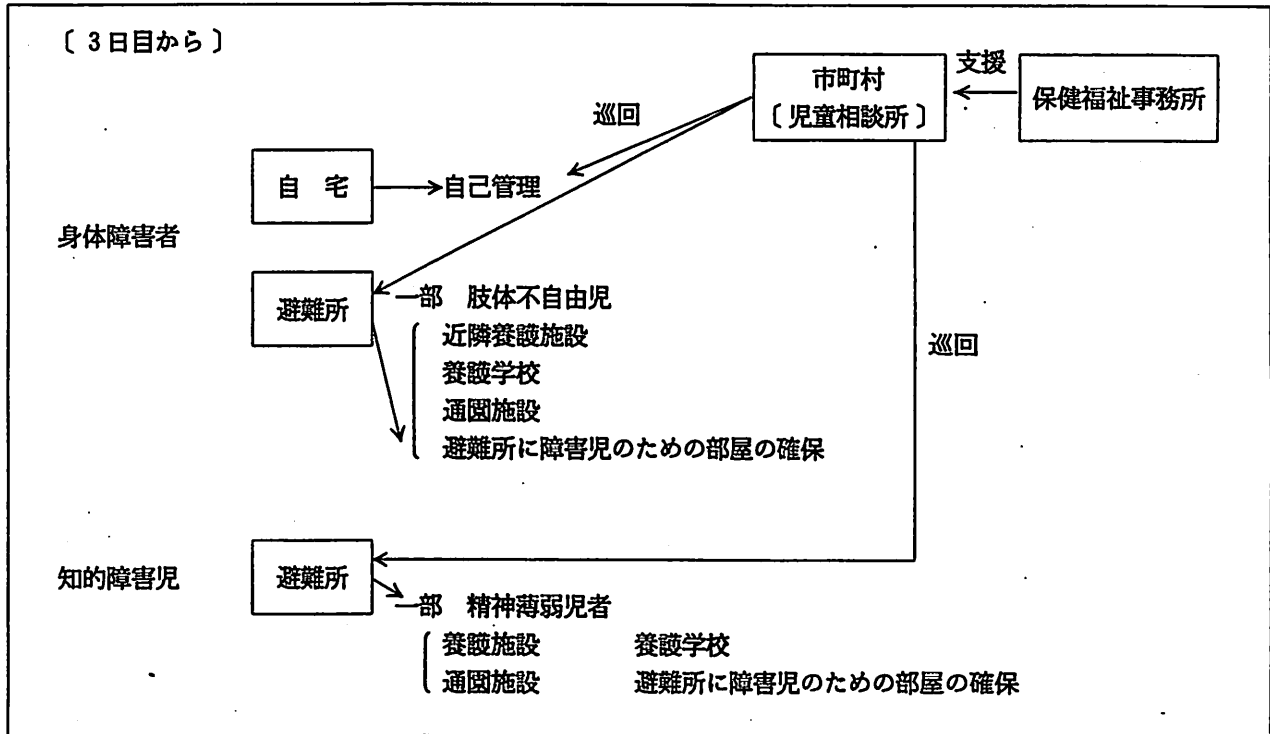 〔 3日目から 〕
市町村
〔 児童相談所 〕
支援
保健福祉事務所
巡回
自 宅
自己管理
身体障害者
避難所
一部 肢体不自由児
近隣養護施設
養護学校
通園施設
避難所に障害児のための部屋の確保
巡回
知的障害児
避難所
一部 精神薄弱児者
養護施設 養護学校
通園施設 避難所に障害児のための部屋の確保